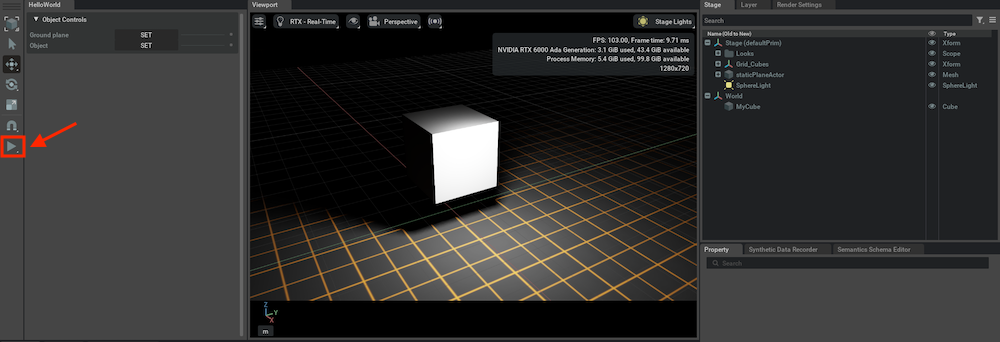 HelloWorld
Object Controls
Ground plane SET
Object SET
Viewport
RTX - Real-Time Perspective Stage Lights
FPS: 103.00, Frame time: 9.71 ms
NVIDIA RTX 6000 Ada Generation: 3.1 GiB used, 43.4 GiB available
Process Memory: 5.4 GiB used, 99.8 GiB available
1280x720
Z
Y
X
m
Stage Layer Render Settings
Search
Name (Old to New) Type
Stage (defaultPrim) Xform
Looks Scope
Grid_Cubes Xform
staticPlaneActor Mesh
SphereLight SphereLight
World
MyCube Cube
Property Synthetic Data Recorder Semantics Schema Editor
Search